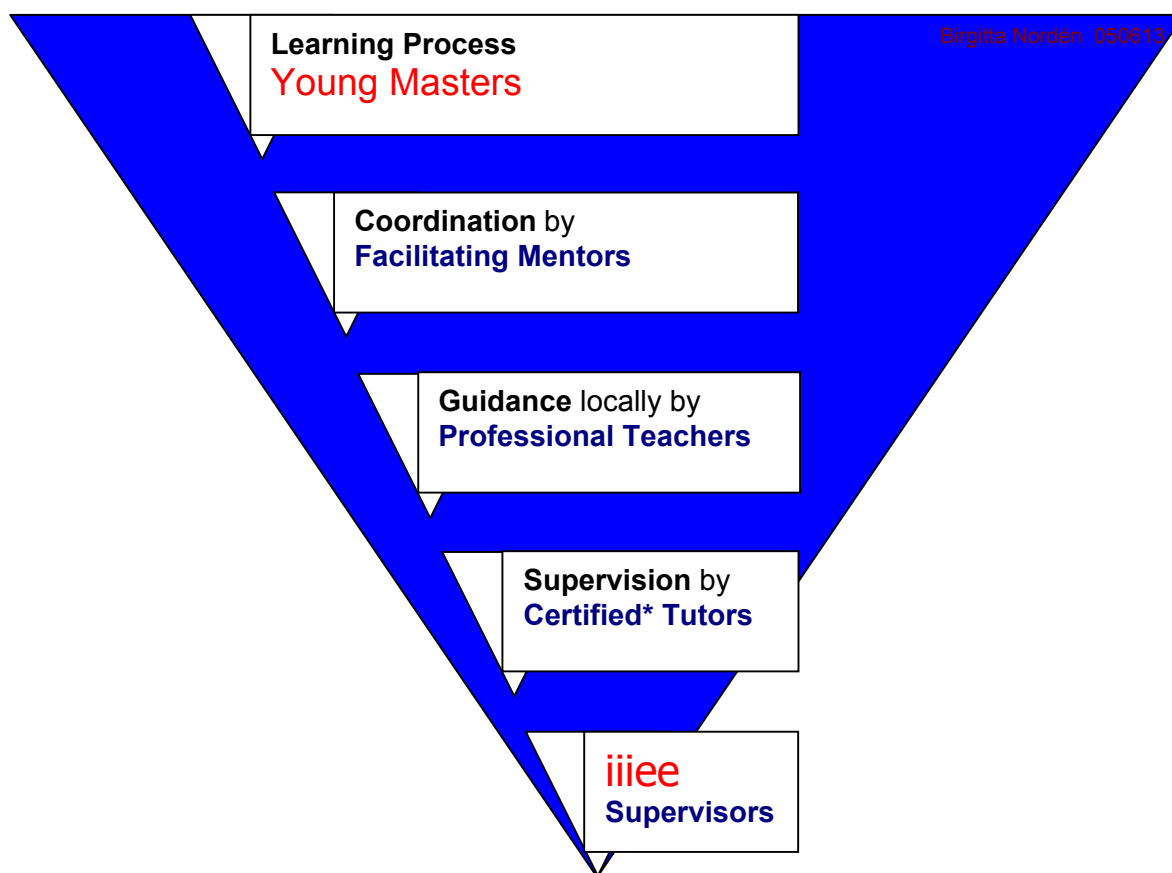 Learning Process
Young Masters
Birgitta Nordén 050613
Coordination by
Facilitating Mentors
Guidance locally by
Professional Teachers
Supervision by
Certified* Tutors
iiiee
Supervisors